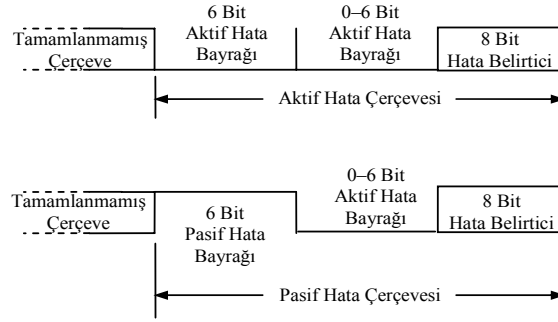 6 Bit
Aktif Hata
Bayrağı
0–6 Bit
Aktif Hata
Bayrağı
Tamamlanmamış
Çerçeve
8 Bit
Hata Belirtici
Aktif Hata Çerçevesi
0–6 Bit
Aktif Hata
Bayrağı
Tamamlanmamış
Çerçeve
6 Bit
Pasif Hata
Bayrağı
8 Bit
Hata Belirtici
Pasif Hata Çerçevesi